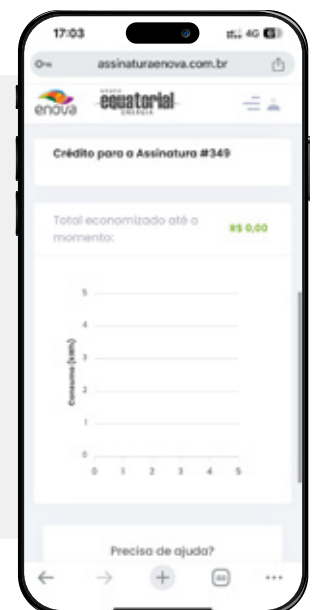 17:03
4G
assinaturaenova.com.br
enova
GRUPO
equatorial
ENERGIA
Crédito para a Assinatura #349
Total economizado até o
momento:
R$ 0,00
Consumo (kWh)
5
4
3
2
1
0
0 1 2 3 4 5
Precisa de ajuda?